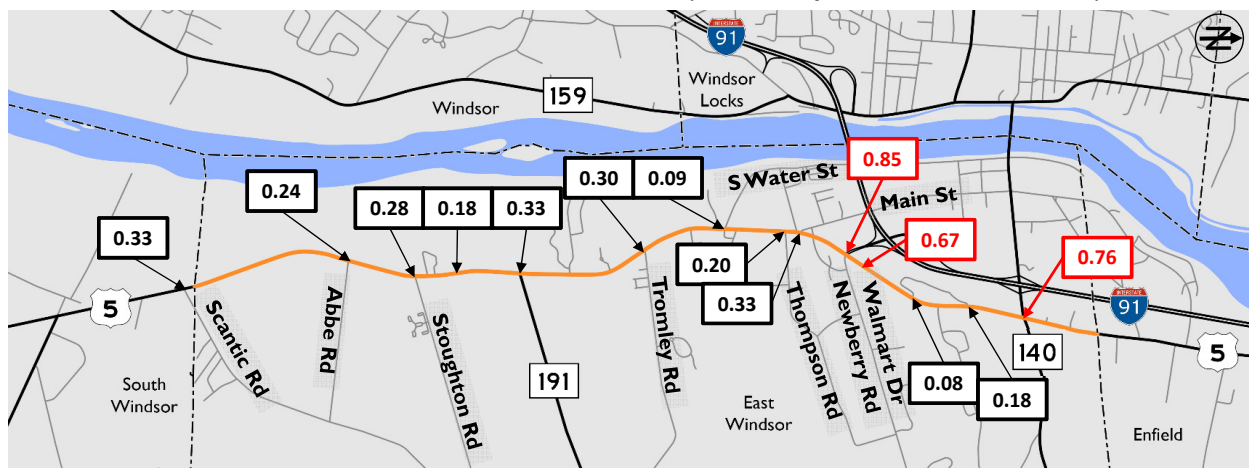 INTERSTATE
91
N
Windsor
Locks
159
Windsor
0.85
S Water St
0.30
0.09
0.24
Main St
0.28
0.18
0.33
0.33
0.67
0.76
0.20
0.33
5
Scantic Rd
Abbe Rd
Stoughton Rd
191
Tromley Rd
Thompson Rd
Newberry Rd
Walmart Dr
INTERSTATE
91
140
5
0.08
0.18
South
Windsor
East
Windsor
Enfield